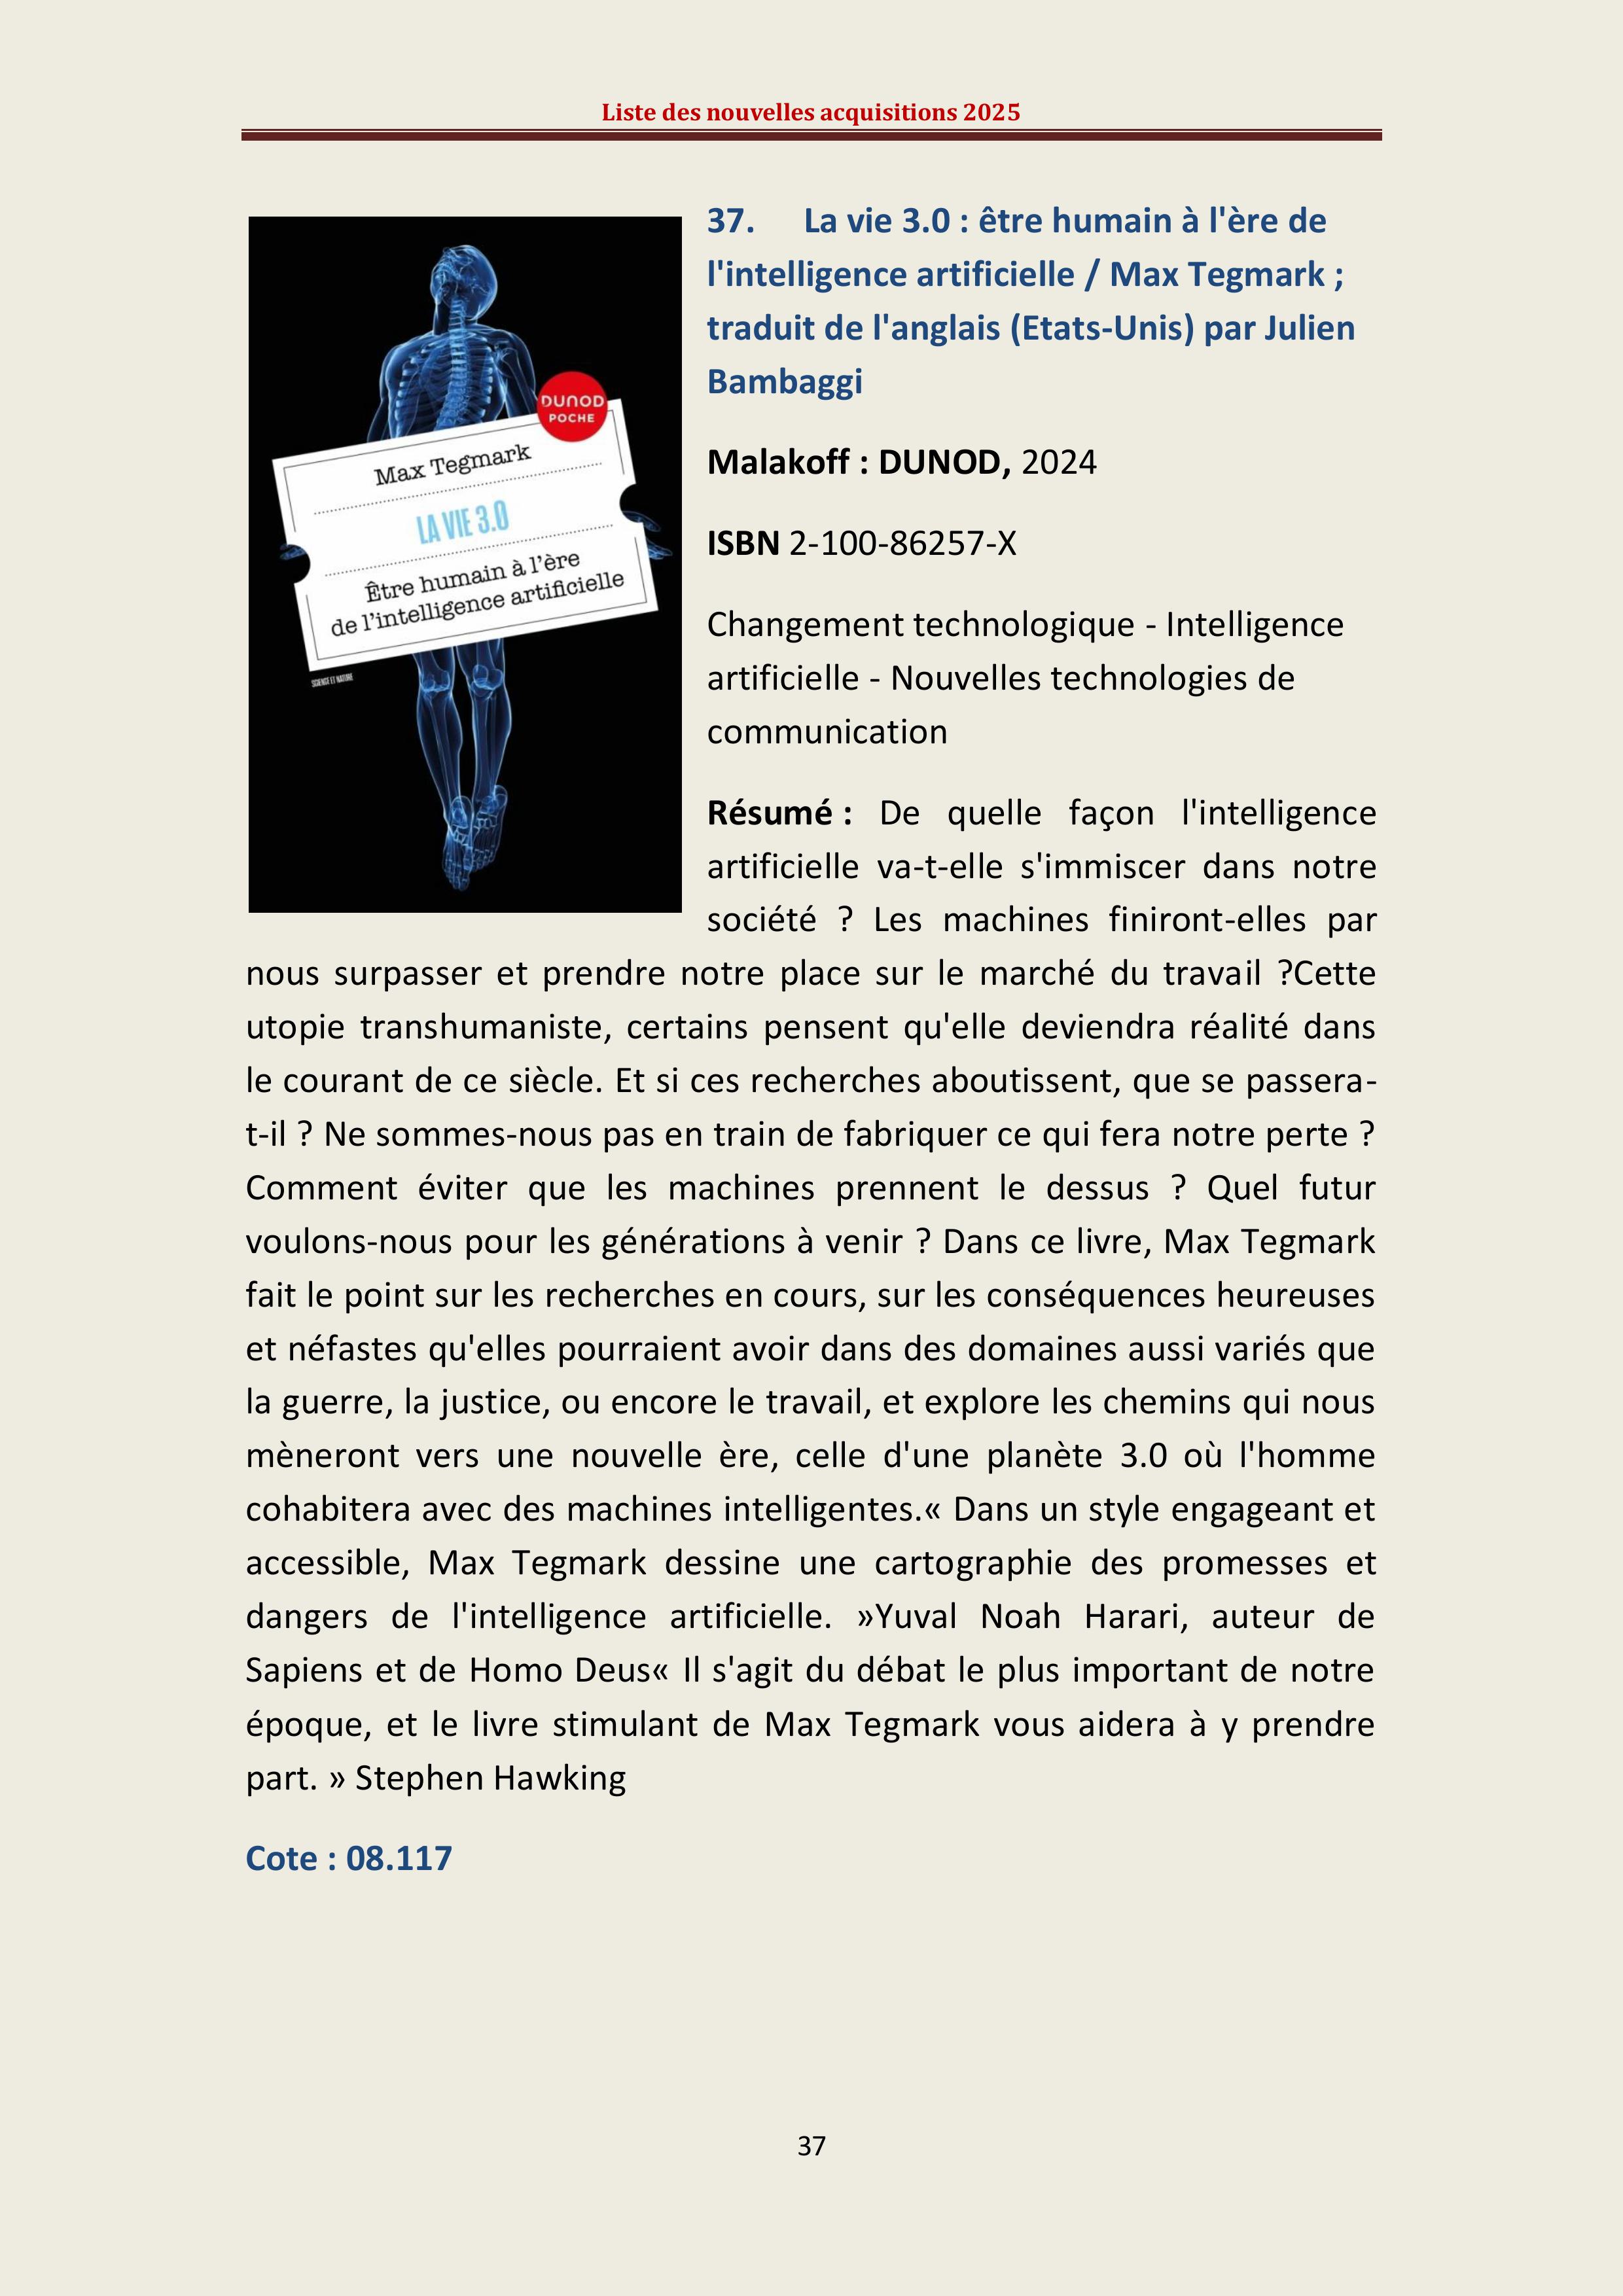 Liste des nouvelles acquisitions 2025
DUNOD
POCHE
Max Tegmark
LA VIE 3.0
Être humain à l'ère
de l'intelligence artificielle
SCIENCE ET NATURE
37. La vie 3.0 : être humain à l'ère de
l'intelligence artificielle / Max Tegmark ;
traduit de l'anglais (Etats-Unis) par Julien
Bambaggi
Malakoff : DUNOD, 2024
ISBN 2-100-86257-X
Changement technologique - Intelligence
artificielle - Nouvelles technologies de
communication
Résumé : De quelle façon l'intelligence
artificielle va-t-elle s'immiscer dans notre
société ? Les machines finiront-elles par
nous surpasser et prendre notre place sur le marché du travail ?Cette
utopie transhumaniste, certains pensent qu'elle deviendra réalité dans
le courant de ce siècle. Et si ces recherches aboutissent, que se passera-
t-il ? Ne sommes-nous pas en train de fabriquer ce qui fera notre perte ?
Comment éviter que les machines prennent le dessus ? Quel futur
voulons-nous pour les générations à venir ? Dans ce livre, Max Tegmark
fait le point sur les recherches en cours, sur les conséquences heureuses
et néfastes qu'elles pourraient avoir dans des domaines aussi variés que
la guerre, la justice, ou encore le travail, et explore les chemins qui nous
mèneront vers une nouvelle ère, celle d'une planète 3.0 où l'homme
cohabitera avec des machines intelligentes.« Dans un style engageant et
accessible, Max Tegmark dessine une cartographie des promesses et
dangers de l'intelligence artificielle. »Yuval Noah Harari, auteur de
Sapiens et de Homo Deus« Il s'agit du débat le plus important de notre
époque, et le livre stimulant de Max Tegmark vous aidera à y prendre
part. » Stephen Hawking
Cote : 08.117
37